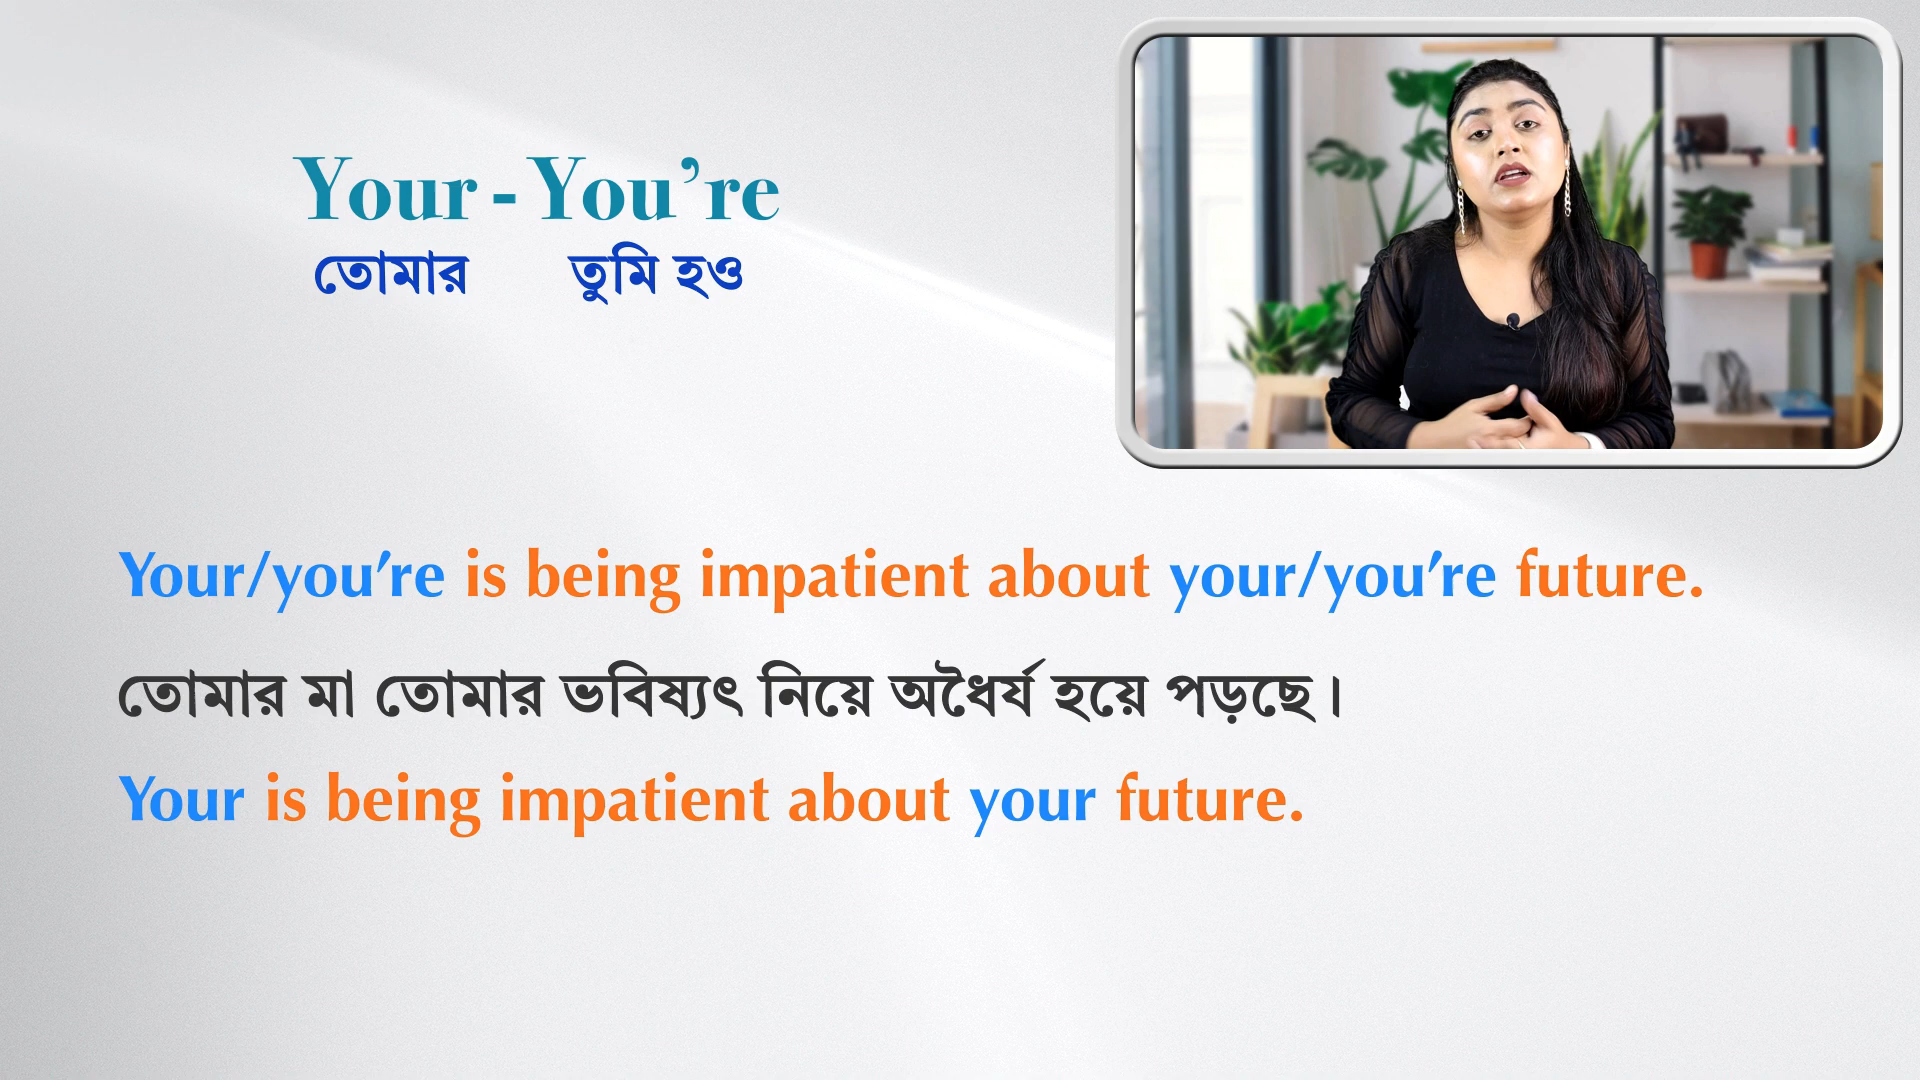 Your - You’re
তোমার তুমি হও
Your/you’re is being impatient about your/you’re future.
তোমার মা তোমার ভবিষ্যৎ নিয়ে অধৈর্য হয়ে পড়ছে।
Your is being impatient about your future.